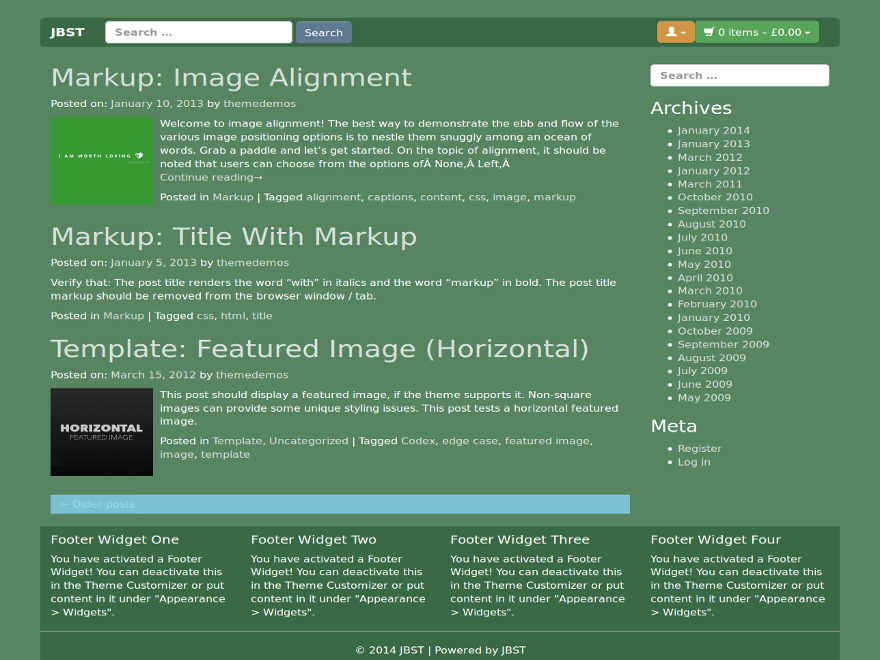 JBST
Search ...
Search
0 items – £0.00
Markup: Image Alignment
Posted on: January 10, 2013 by themedemos
I AM WORTH LOVING
Welcome to image alignment! The best way to demonstrate the ebb and flow of the
various image positioning options is to nestle them snuggly among an ocean of
words. Grab a paddle and let's get started. On the topic of alignment, it should be
noted that users can choose from the options ofÂ None,Â Left,Â
Continue reading→
Posted in Markup | Tagged alignment, captions, content, css, image, markup
Markup: Title With Markup
Posted on: January 5, 2013 by themedemos
Verify that: The post title renders the word “with” in italics and the word “markup” in bold. The post title
markup should be removed from the browser window / tab.
Posted in Markup | Tagged css, html, title
Template: Featured Image (Horizontal)
Posted on: March 15, 2012 by themedemos
HORIZONTAL
FEATURED IMAGE
This post should display a featured image, if the theme supports it. Non-square
images can provide some unique styling issues. This post tests a horizontal featured
image.
Posted in Template, Uncategorized | Tagged Codex, edge case, featured image,
image, template
← Older posts
Search ...
Archives
January 2014
January 2013
March 2012
January 2012
March 2011
October 2010
September 2010
August 2010
July 2010
June 2010
May 2010
April 2010
March 2010
February 2010
January 2010
October 2009
September 2009
August 2009
July 2009
June 2009
May 2009
Meta
Register
Log in
Footer Widget One
You have activated a Footer
Widget! You can deactivate this
in the Theme Customizer or put
content in it under "Appearance
> Widgets".
Footer Widget Two
You have activated a Footer
Widget! You can deactivate this
in the Theme Customizer or put
content in it under "Appearance
> Widgets".
Footer Widget Three
You have activated a Footer
Widget! You can deactivate this
in the Theme Customizer or put
content in it under "Appearance
> Widgets".
Footer Widget Four
You have activated a Footer
Widget! You can deactivate this
in the Theme Customizer or put
content in it under "Appearance
> Widgets".
© 2014 JBST | Powered by JBST